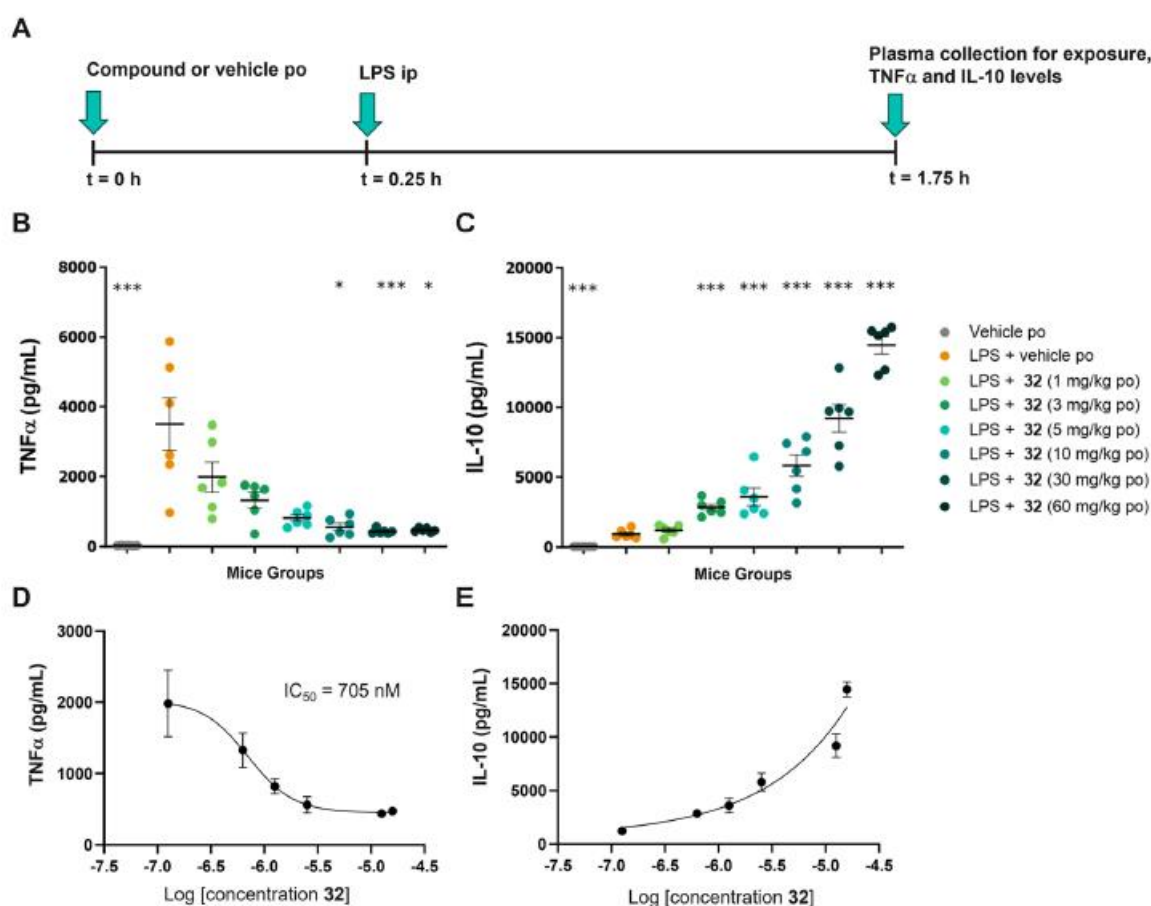 A
Compound or vehicle po
LPS ip
Plasma collection for exposure,
TNFα and IL-10 levels
t = 0 h
t = 0.25 h
t = 1.75 h
B
TNFα (pg/mL)
8000
6000
4000
2000
0
***
*
***
*
Mice Groups
C
IL-10 (pg/mL)
20000
15000
10000
5000
0
***
***
***
***
***
***
Mice Groups
Vehicle po
LPS + vehicle po
LPS + 32 (1 mg/kg po)
LPS + 32 (3 mg/kg po)
LPS + 32 (5 mg/kg po)
LPS + 32 (10 mg/kg po)
LPS + 32 (30 mg/kg po)
LPS + 32 (60 mg/kg po)
D
TNFα (pg/mL)
3000
2000
1000
0
IC50 = 705 nM
-7.5 -7.0 -6.5 -6.0 -5.5 -5.0 -4.5
Log [concentration 32]
E
IL-10 (pg/mL)
20000
15000
10000
5000
0
-7.5 -7.0 -6.5 -6.0 -5.5 -5.0 -4.5
Log [concentration 32]